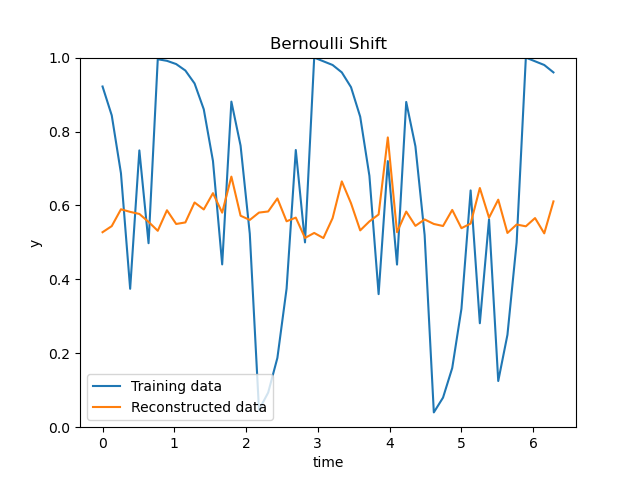 Bernoulli Shift
1.0
0.8
0.6
0.4
0.2
0.0
y
Training data
Reconstructed data
0 1 2 3 4 5 6
time